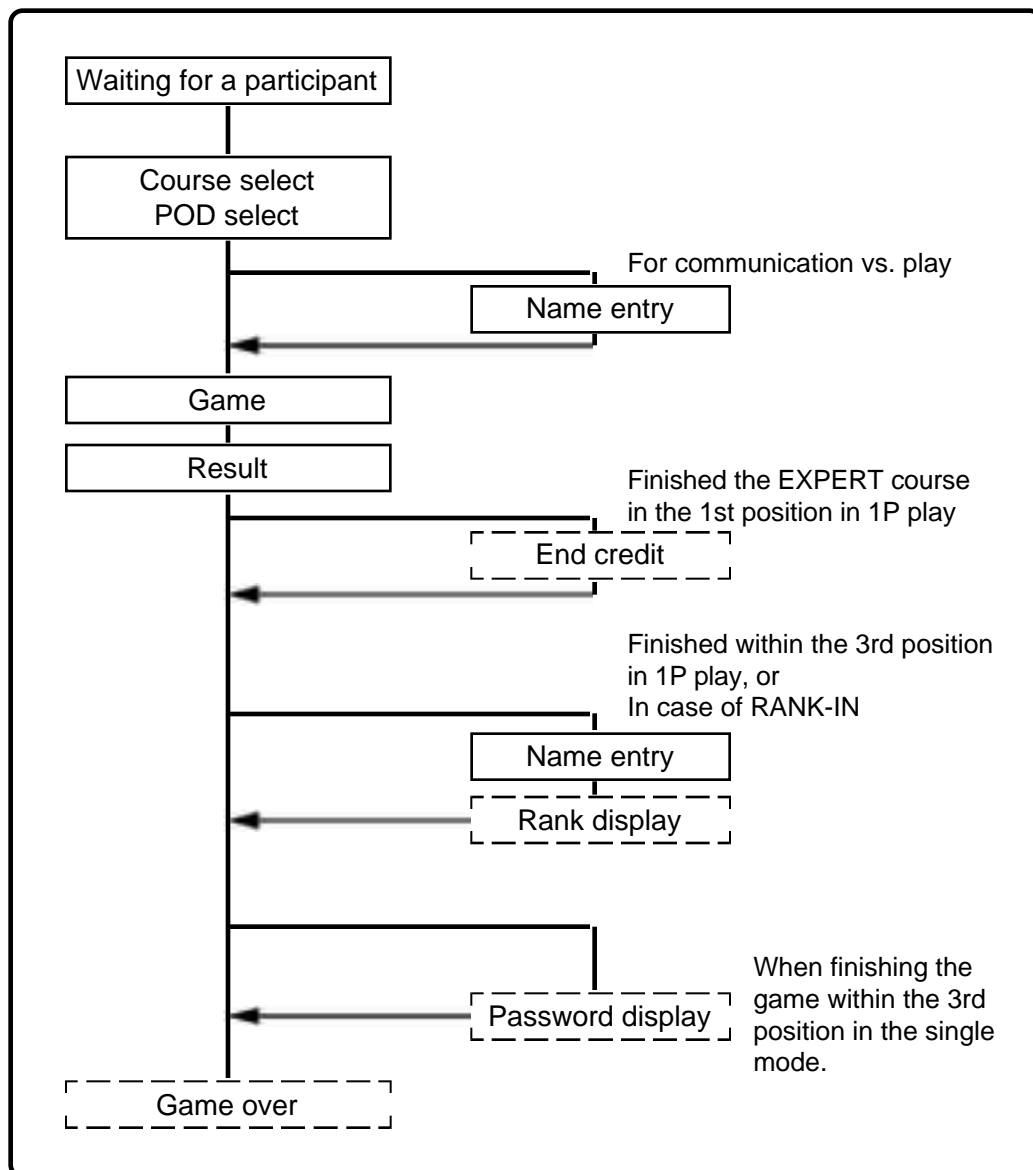 Waiting for a participant
Course select
POD select
For communication vs. play
Name entry
Game
Result
Finished the EXPERT course
in the 1st position in 1P play
End credit
Finished within the 3rd position
in 1P play, or
In case of RANK-IN
Name entry
Rank display
Password display
When finishing the
game within the 3rd
position in the single
mode.
Game over